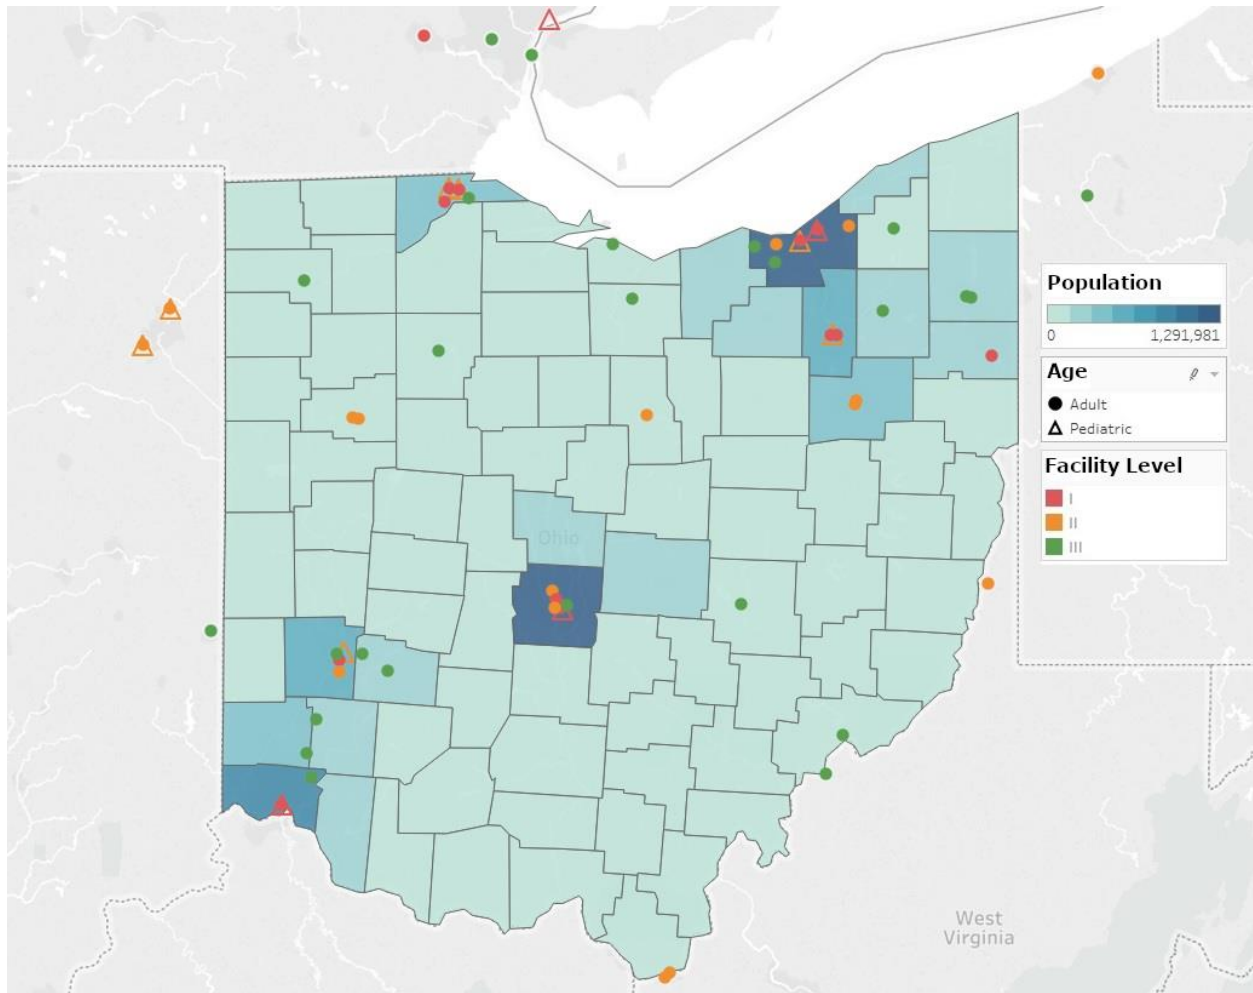 Ohio
Population
0 1,291,981
Age
Adult
Pediatric
Facility Level
I
II
III
West
Virginia